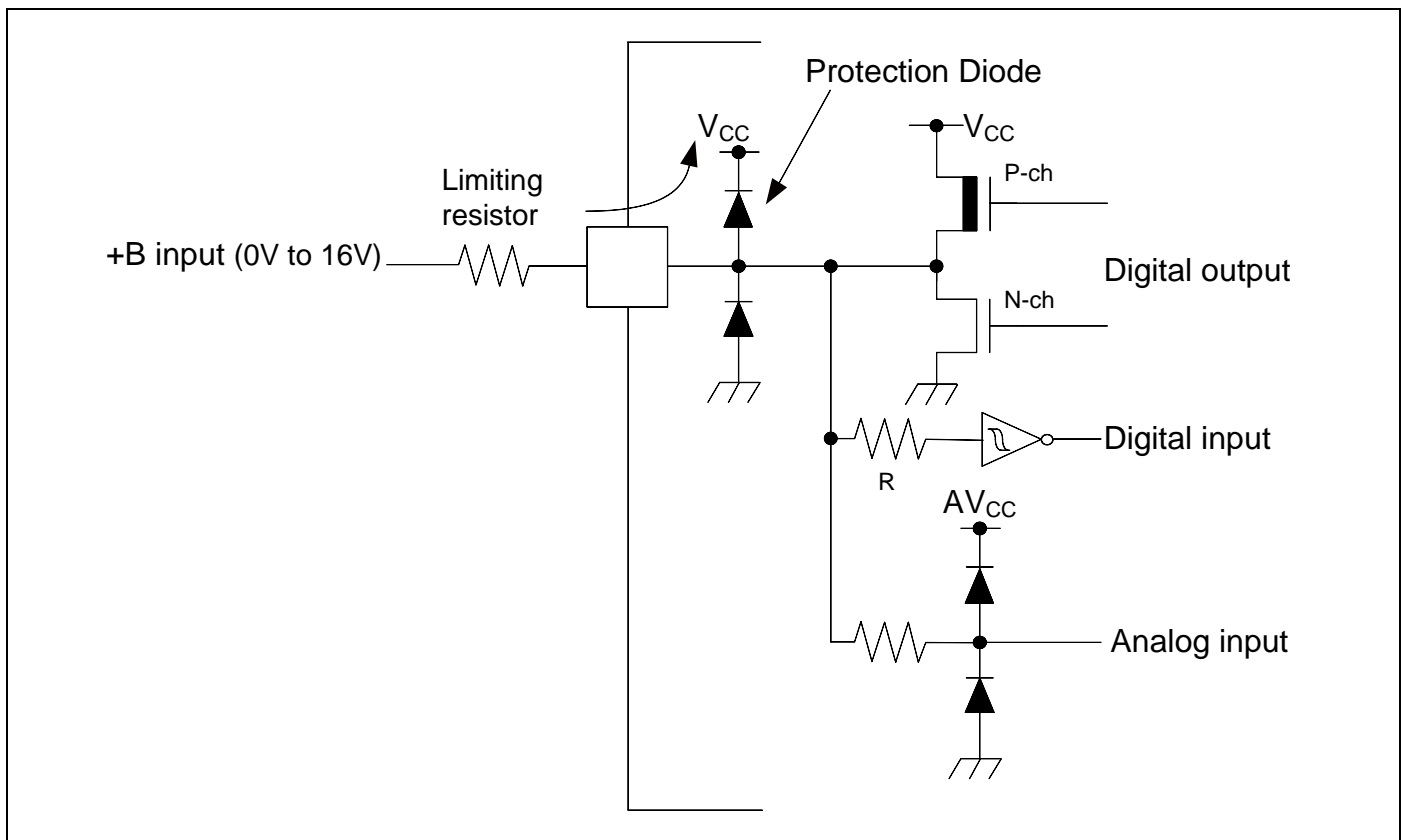 Protection Diode
VCC
VCC
P-ch
Limiting
resistor
+B input (0V to 16V)
Digital output
N-ch
Digital input
R
AVCC
Analog input